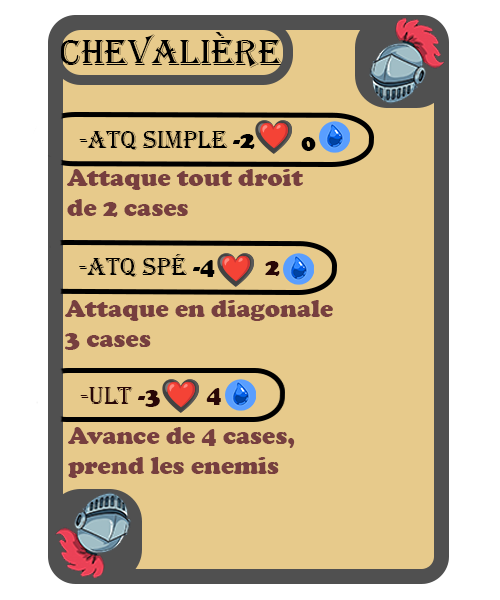 CHEVALIÈRE
=ATQ SIMPLE -2 0
Attaque tout droit
de 2 cases
=ATQ SPÉ -4 2
Attaque en diagonale
3 cases
=ULT -3 4
Avance de 4 cases,
prend les enemis